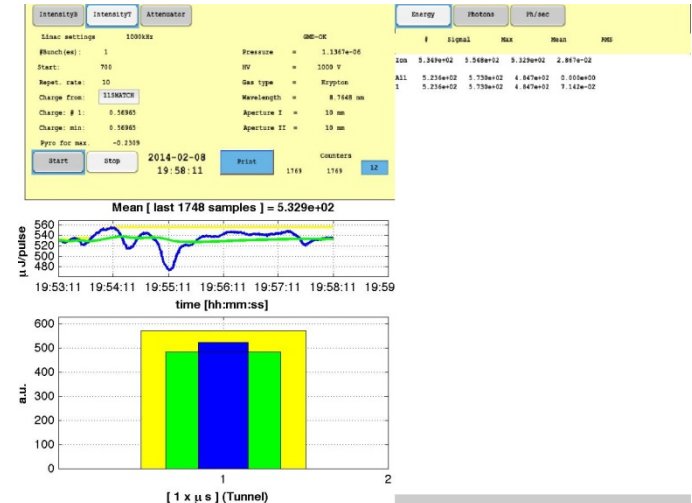 IntensityB IntensityT Attenuator
Linac settings 1000kHz GMD-OK
#Bunch(es): 1 Pressure = 1.1367e-06
Start: 700 HV = 1000 V
Repet. rate: 10 Gas type = Krypton
Charge from: 11SMATCH Wavelength = 8.7648 nm
Charge: # 1: 0.36965 Aperture I = 10 mm
Charge: min: 0.36965 Aperture II = 10 mm
Pyro for max. -0.2309
Start Stop 2014-02-08 Print Counters
19:58:11 1769 1769 12
Energy Photons Ph/sec
# Signal Max Mean RMS
ion 5.349e+02 5.568e+02 5.329e+02 2.867e-02
All 5.236e+02 5.730e+02 4.847e+02 0.000e+00
1 5.236e+02 5.730e+02 4.847e+02 7.142e-02
Mean [ last 1748 samples ] = 5.329e+02
μ J/pulse
560
540
520
500
480
19:53:11 19:54:11 19:55:11 19:56:11 19:57:11 19:58:11 19:59
time [hh:mm:ss]
a.u.
600
500
400
300
200
100
0
1 2
[ 1 x μ s ] (Tunnel)